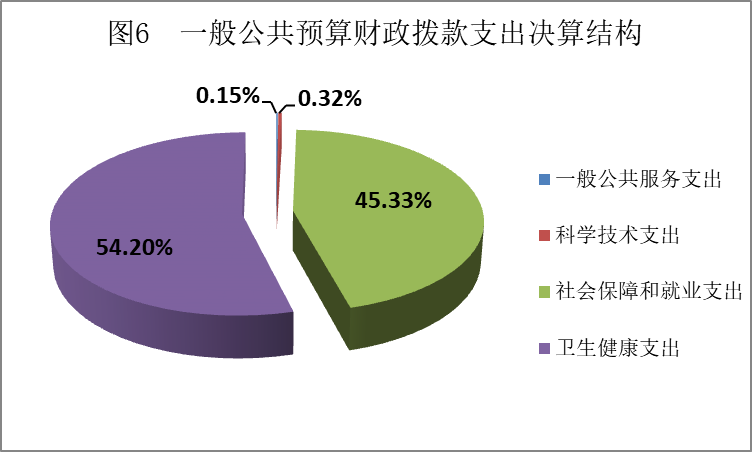 图6　一般公共预算财政拨款支出决算结构
0.15%
0.32%
45.33%
54.20%
一般公共服务支出
科学技术支出
社会保障和就业支出
卫生健康支出